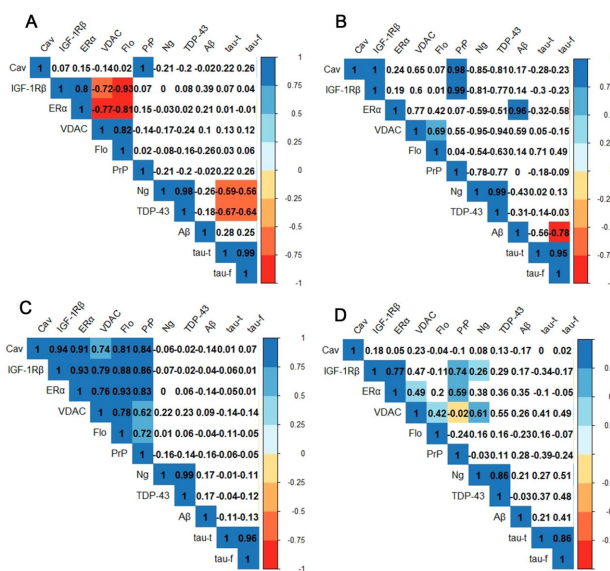 A
Cav IGF-1Rβ ERα VDAC Flo PrP Ng TDP-43 Aβ tau-t tau-f
Cav 1 0.07 0.15 -0.14 0.02 1 -0.21 -0.2 -0.02 0.22 0.26
IGF-1Rβ 1 0.8 -0.72 -0.93 0.07 0 0.08 0.39 0.07 0.04
ERα 1 -0.77 -0.81 0.15 -0.03 0.02 0.21 0.01 -0.01
VDAC 1 0.82 -0.14 -0.17 -0.24 0.1 0.13 0.12
Flo 1 0.02 -0.08 -0.16 -0.26 0.03 0.06
PrP 1 -0.21 -0.2 -0.02 0.22 0.26
Ng 1 0.98 -0.26 -0.59 -0.56
TDP-43 1 -0.18 -0.67 -0.64
Aβ 1 0.28 0.25
tau-t 1 0.99
tau-f 1
1
0.75
0.5
0.25
0
-0.25
-0.5
-0.75
-1
B
Cav IGF-1Rβ ERα VDAC Flo PrP Ng TDP-43 Aβ tau-t tau-f
Cav 1 1 0.24 0.65 0.07 0.98 -0.85 -0.81 0.17 -0.28 -0.23
IGF-1Rβ 1 0.19 0.6 0.01 0.99 -0.81 -0.77 0.14 -0.3 -0.23
ERα 1 0.77 0.42 0.07 -0.59 -0.51 0.96 -0.32 -0.58
VDAC 1 0.69 0.55 -0.95 -0.94 0.59 0.05 -0.15
Flo 1 0.04 -0.54 -0.63 0.14 0.71 0.49
PrP 1 -0.78 -0.77 0 -0.18 -0.09
Ng 1 0.99 -0.43 0.02 0.13
TDP-43 1 -0.31 -0.14 -0.03
Aβ 1 -0.56 -0.78
tau-t 1 0.95
tau-f 1
1
0.7
0.5
0.2
0
-0.2
-0.5
-0.7
-1
C
Cav IGF-1Rβ ERα VDAC Flo PrP Ng TDP-43 Aβ tau-t tau-f
Cav 1 0.94 0.91 0.74 0.81 0.84 -0.06 -0.02 -0.14 0.01 0.07
IGF-1Rβ 1 0.93 0.79 0.88 0.86 -0.07 -0.02 -0.04 -0.06 0.01
ERα 1 0.76 0.93 0.83 0 0.06 -0.14 -0.05 0.01
VDAC 1 0.78 0.62 0.22 0.23 0.09 -0.14 -0.14
Flo 1 0.72 0.01 0.06 -0.04 -0.11 -0.05
PrP 1 -0.16 -0.14 -0.16 -0.06 0.01
Ng 1 0.99 0.17 -0.01 -0.11
TDP-43 1 0.17 -0.04 -0.12
Aβ 1 -0.11 -0.13
tau-t 1 0.96
tau-f 1
1
0.75
0.5
0.25
0
-0.25
-0.5
-0.75
-1
D
Cav IGF-1Rβ ERα VDAC Flo PrP Ng TDP-43 Aβ tau-t tau-f
Cav 1 0.18 0.05 0.23 -0.04 -0.1 0.08 0.13 -0.17 0 0.02
IGF-1Rβ 1 0.77 0.47 -0.11 0.74 0.26 0.29 0.17 -0.34 -0.17
ERα 1 0.49 0.2 0.59 0.38 0.36 0.35 -0.1 -0.05
VDAC 1 0.42 -0.02 0.61 0.55 0.26 0.41 0.49
Flo 1 -0.24 0.16 0.16 -0.23 0.16 -0.07
PrP 1 -0.03 0.11 0.28 -0.39 -0.24
Ng 1 0.86 0.21 0.27 0.51
TDP-43 1 -0.03 0.37 0.48
Aβ 1 0.21 0.41
tau-t 1 0.86
tau-f 1